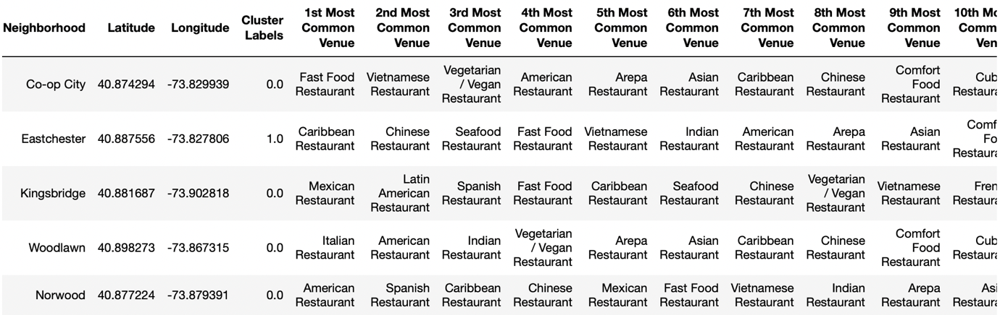 1st Most 2nd Most 3rd Most 4th Most 5th Most 6th Most 7th Most 8th Most 9th Most 10th Mo
Neighborhood Latitude Longitude Cluster Common Common Common Common Common Common Common Common Common Comm
Labels Venue Venue Venue Venue Venue Venue Venue Venue Venue Ven
Vegetarian Comfort
Fast Food Vietnamese / Vegan American Arepa Asian Caribbean Chinese Food Cub
Co-op City 40.874294 -73.829939 0.0 Restaurant Restaurant Restaurant Restaurant Restaurant Restaurant Restaurant Restaurant Restaurant Restaura
Comf
Caribbean Chinese Seafood Fast Food Vietnamese Indian American Arepa Asian Fo
Eastchester 40.887556 -73.827806 1.0 Restaurant Restaurant Restaurant Restaurant Restaurant Restaurant Restaurant Restaurant Restaurant Restaura
Latin Vegetarian
Mexican American Spanish Fast Food Caribbean Seafood Chinese / Vegan Vietnamese Fren
Kingsbridge 40.881687 -73.902818 0.0 Restaurant Restaurant Restaurant Restaurant Restaurant Restaurant Restaurant Restaurant Restaurant Restaura
Vegetarian Comfort
Italian American Indian / Vegan Arepa Asian Caribbean Chinese Food Cub
Woodlawn 40.898273 -73.867315 0.0 Restaurant Restaurant Restaurant Restaurant Restaurant Restaurant Restaurant Restaurant Restaurant Restaura
American Spanish Caribbean Chinese Mexican Fast Food Vietnamese Indian Arepa Asi
Norwood 40.877224 -73.879391 0.0 Restaurant Restaurant Restaurant Restaurant Restaurant Restaurant Restaurant Restaurant Restaurant Restaura